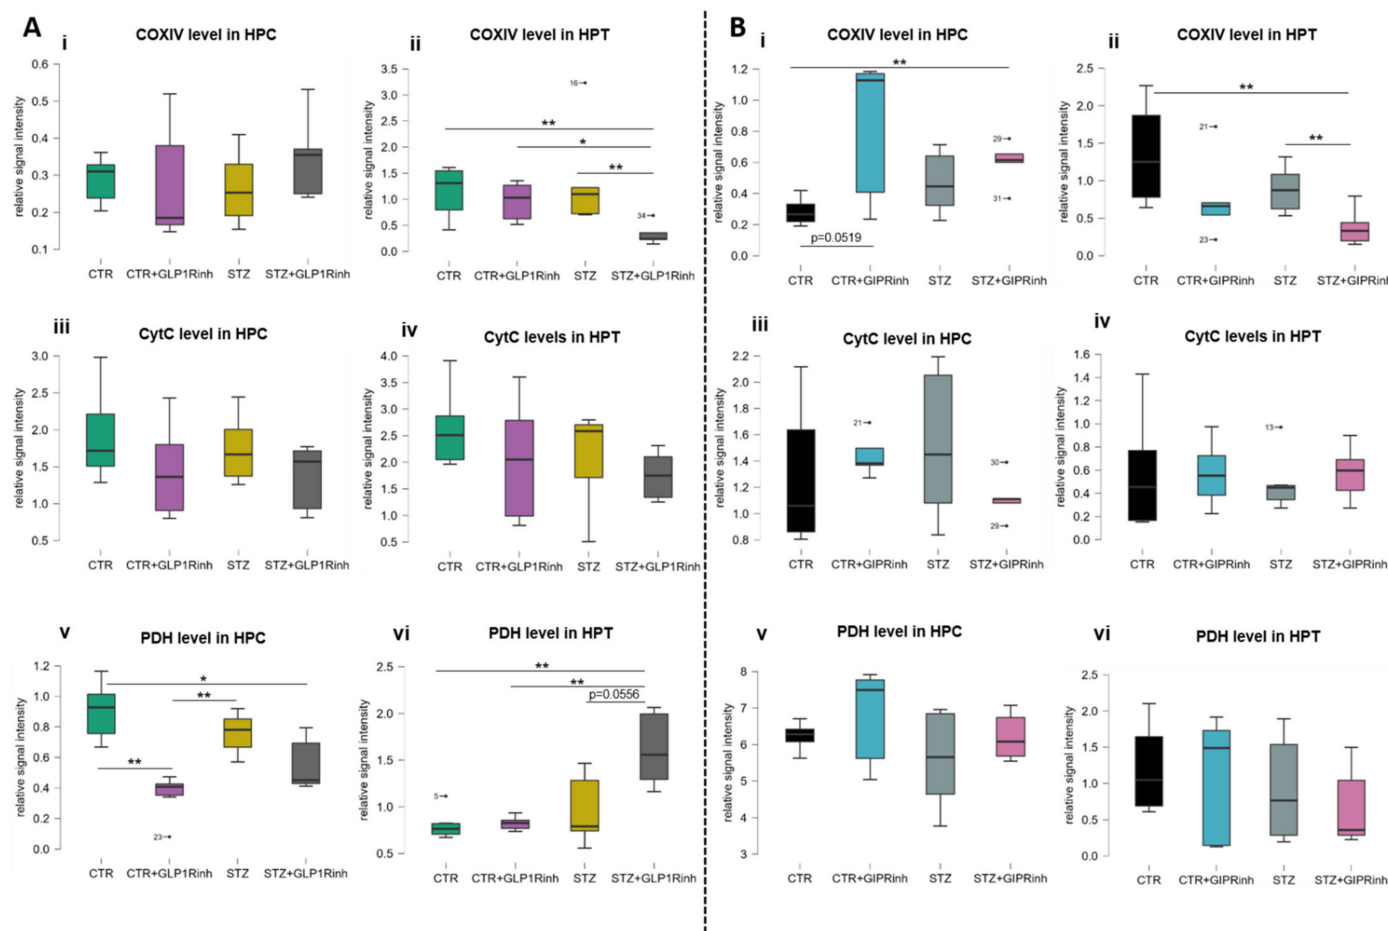 A
i
COXIV level in HPC
relative signal intensity
0.6
0.5
0.4
0.3
0.2
0.1
CTR CTR+GLP1Rinh STZ STZ+GLP1Rinh
ii
COXIV level in HPT
relative signal intensity
3.5
3.0
2.5
2.0
1.5
1.0
0.5
0.0
16
**
*
**
34
CTR CTR+GLP1Rinh STZ STZ+GLP1Rinh
iii
CytC level in HPC
relative signal intensity
3.0
2.5
2.0
1.5
1.0
0.5
CTR CTR+GLP1Rinh STZ STZ+GLP1Rinh
iv
CytC levels in HPT
relative signal intensity
4.0
3.5
3.0
2.5
2.0
1.5
1.0
0.5
CTR CTR+GLP1Rinh STZ STZ+GLP1Rinh
v
PDH level in HPC
relative signal intensity
1.2
1.0
0.8
0.6
0.4
0.2
0.0
*
**
**
23
CTR CTR+GLP1Rinh STZ STZ+GLP1Rinh
vi
PDH level in HPT
relative signal intensity
2.5
2.0
1.5
1.0
0.5
**
**
p=0.0556
5
CTR CTR+GLP1Rinh STZ STZ+GLP1Rinh
B
i
COXIV level in HPC
relative signal intensity
1.2
1.0
0.8
0.6
0.4
0.2
0.0
**
29
31
p=0.0519
CTR CTR+GIPRinh STZ STZ+GIPRinh
ii
COXIV level in HPT
relative signal intensity
2.5
2.0
1.5
1.0
0.5
0.0
**
21
**
23
CTR CTR+GIPRinh STZ STZ+GIPRinh
iii
CytC level in HPC
relative signal intensity
2.2
2.0
1.8
1.6
1.4
1.2
1.0
0.8
21
30
29
CTR CTR+GIPRinh STZ STZ+GIPRinh
iv
CytC levels in HPT
relative signal intensity
1.6
1.4
1.2
1.0
0.8
0.6
0.4
0.2
0.0
13
CTR CTR+GIPRinh STZ STZ+GIPRinh
v
PDH level in HPC
relative signal intensity
8
7
6
5
4
3
CTR CTR+GIPRinh STZ STZ+GIPRinh
vi
PDH level in HPT
relative signal intensity
2.5
2.0
1.5
1.0
0.5
0.0
CTR CTR+GIPRinh STZ STZ+GIPRinh